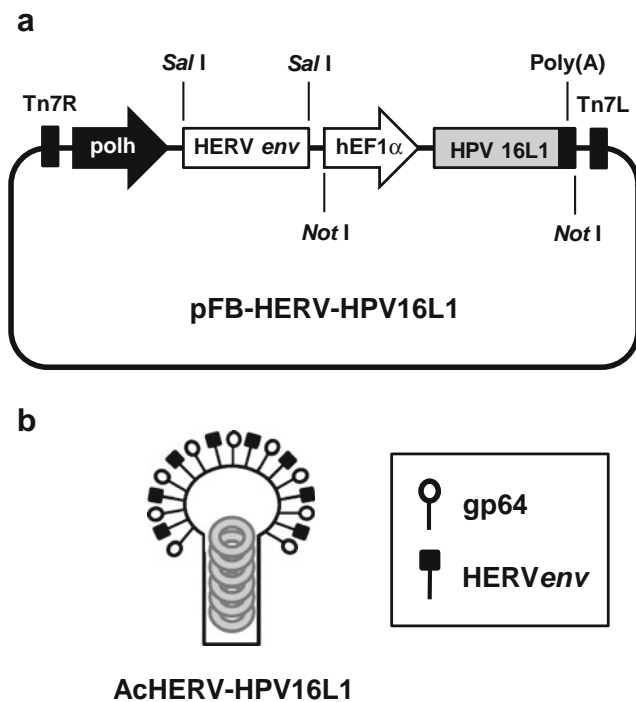 a
Sal I Sal I Poly(A)
Tn7R Tn7L
polh HERV env hEF1α HPV 16L1
Not I Not I
pFB-HERV-HPV16L1
b
gp64
HERVenv
AcHERV-HPV16L1